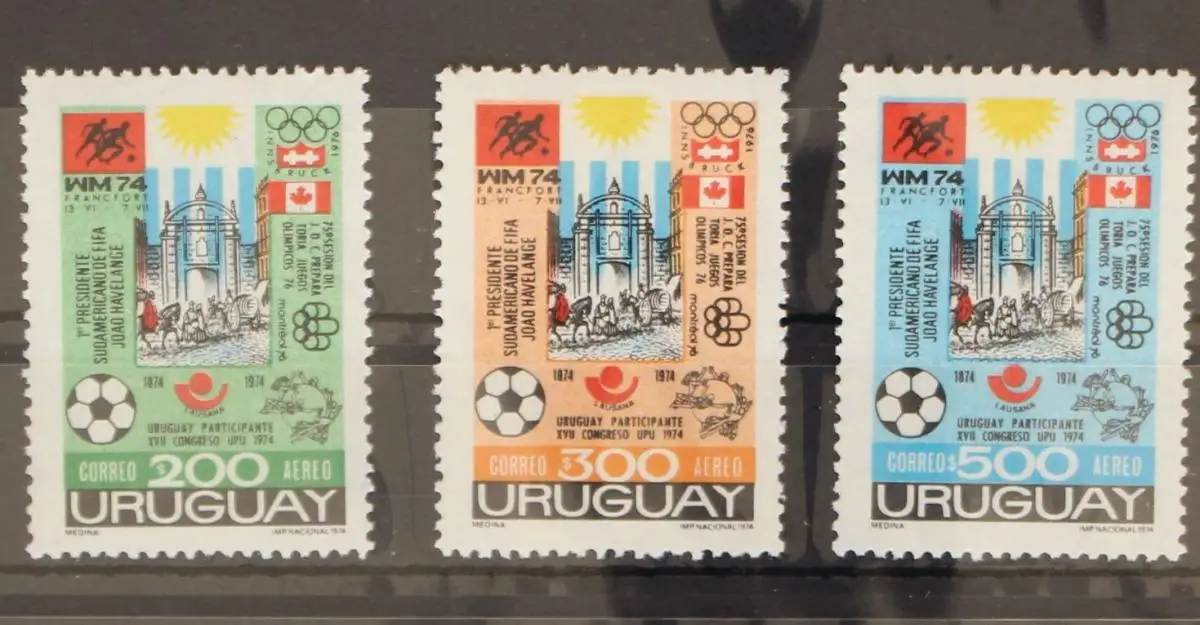 WM 74
FRANCFORT
13 - VI - 7 - VII
INNSBRUCK 1976
1er PRESIDENTE
SUDAMERICANO DE FIFA
JOAO HAVELANGE
75º SESION DEL
J. O. C. PREPARA
TORIA JUEGOS
OLIMPICOS 76
montréal 76
1874 1974
LAUSANA
URUGUAY PARTICIPANTE
XVII CONGRESO UPU 1974
CORREO $200 AEREO
URUGUAY
MEDINA IMP NACIONAL 1974
WM 74
FRANCFORT
13 - VI - 7 - VII
INNSBRUCK 1976
1er PRESIDENTE
SUDAMERICANO DE FIFA
JOAO HAVELANGE
75º SESION DEL
J. O. C. PREPARA
TORIA JUEGOS
OLIMPICOS 76
montréal 76
1874 1974
LAUSANA
URUGUAY PARTICIPANTE
XVII CONGRESO UPU 1974
CORREO $300 AEREO
URUGUAY
MEDINA IMP NACIONAL 1974
WM 74
FRANCFORT
13 - VI - 7 - VII
INNSBRUCK 1976
1er PRESIDENTE
SUDAMERICANO DE FIFA
JOAO HAVELANGE
75º SESION DEL
J. O. C. PREPARA
TORIA JUEGOS
OLIMPICOS 76
montréal 76
1874 1974
LAUSANA
URUGUAY PARTICIPANTE
XVII CONGRESO UPU 1974
CORREO $500 AEREO
URUGUAY
MEDINA IMP NACIONAL 1974